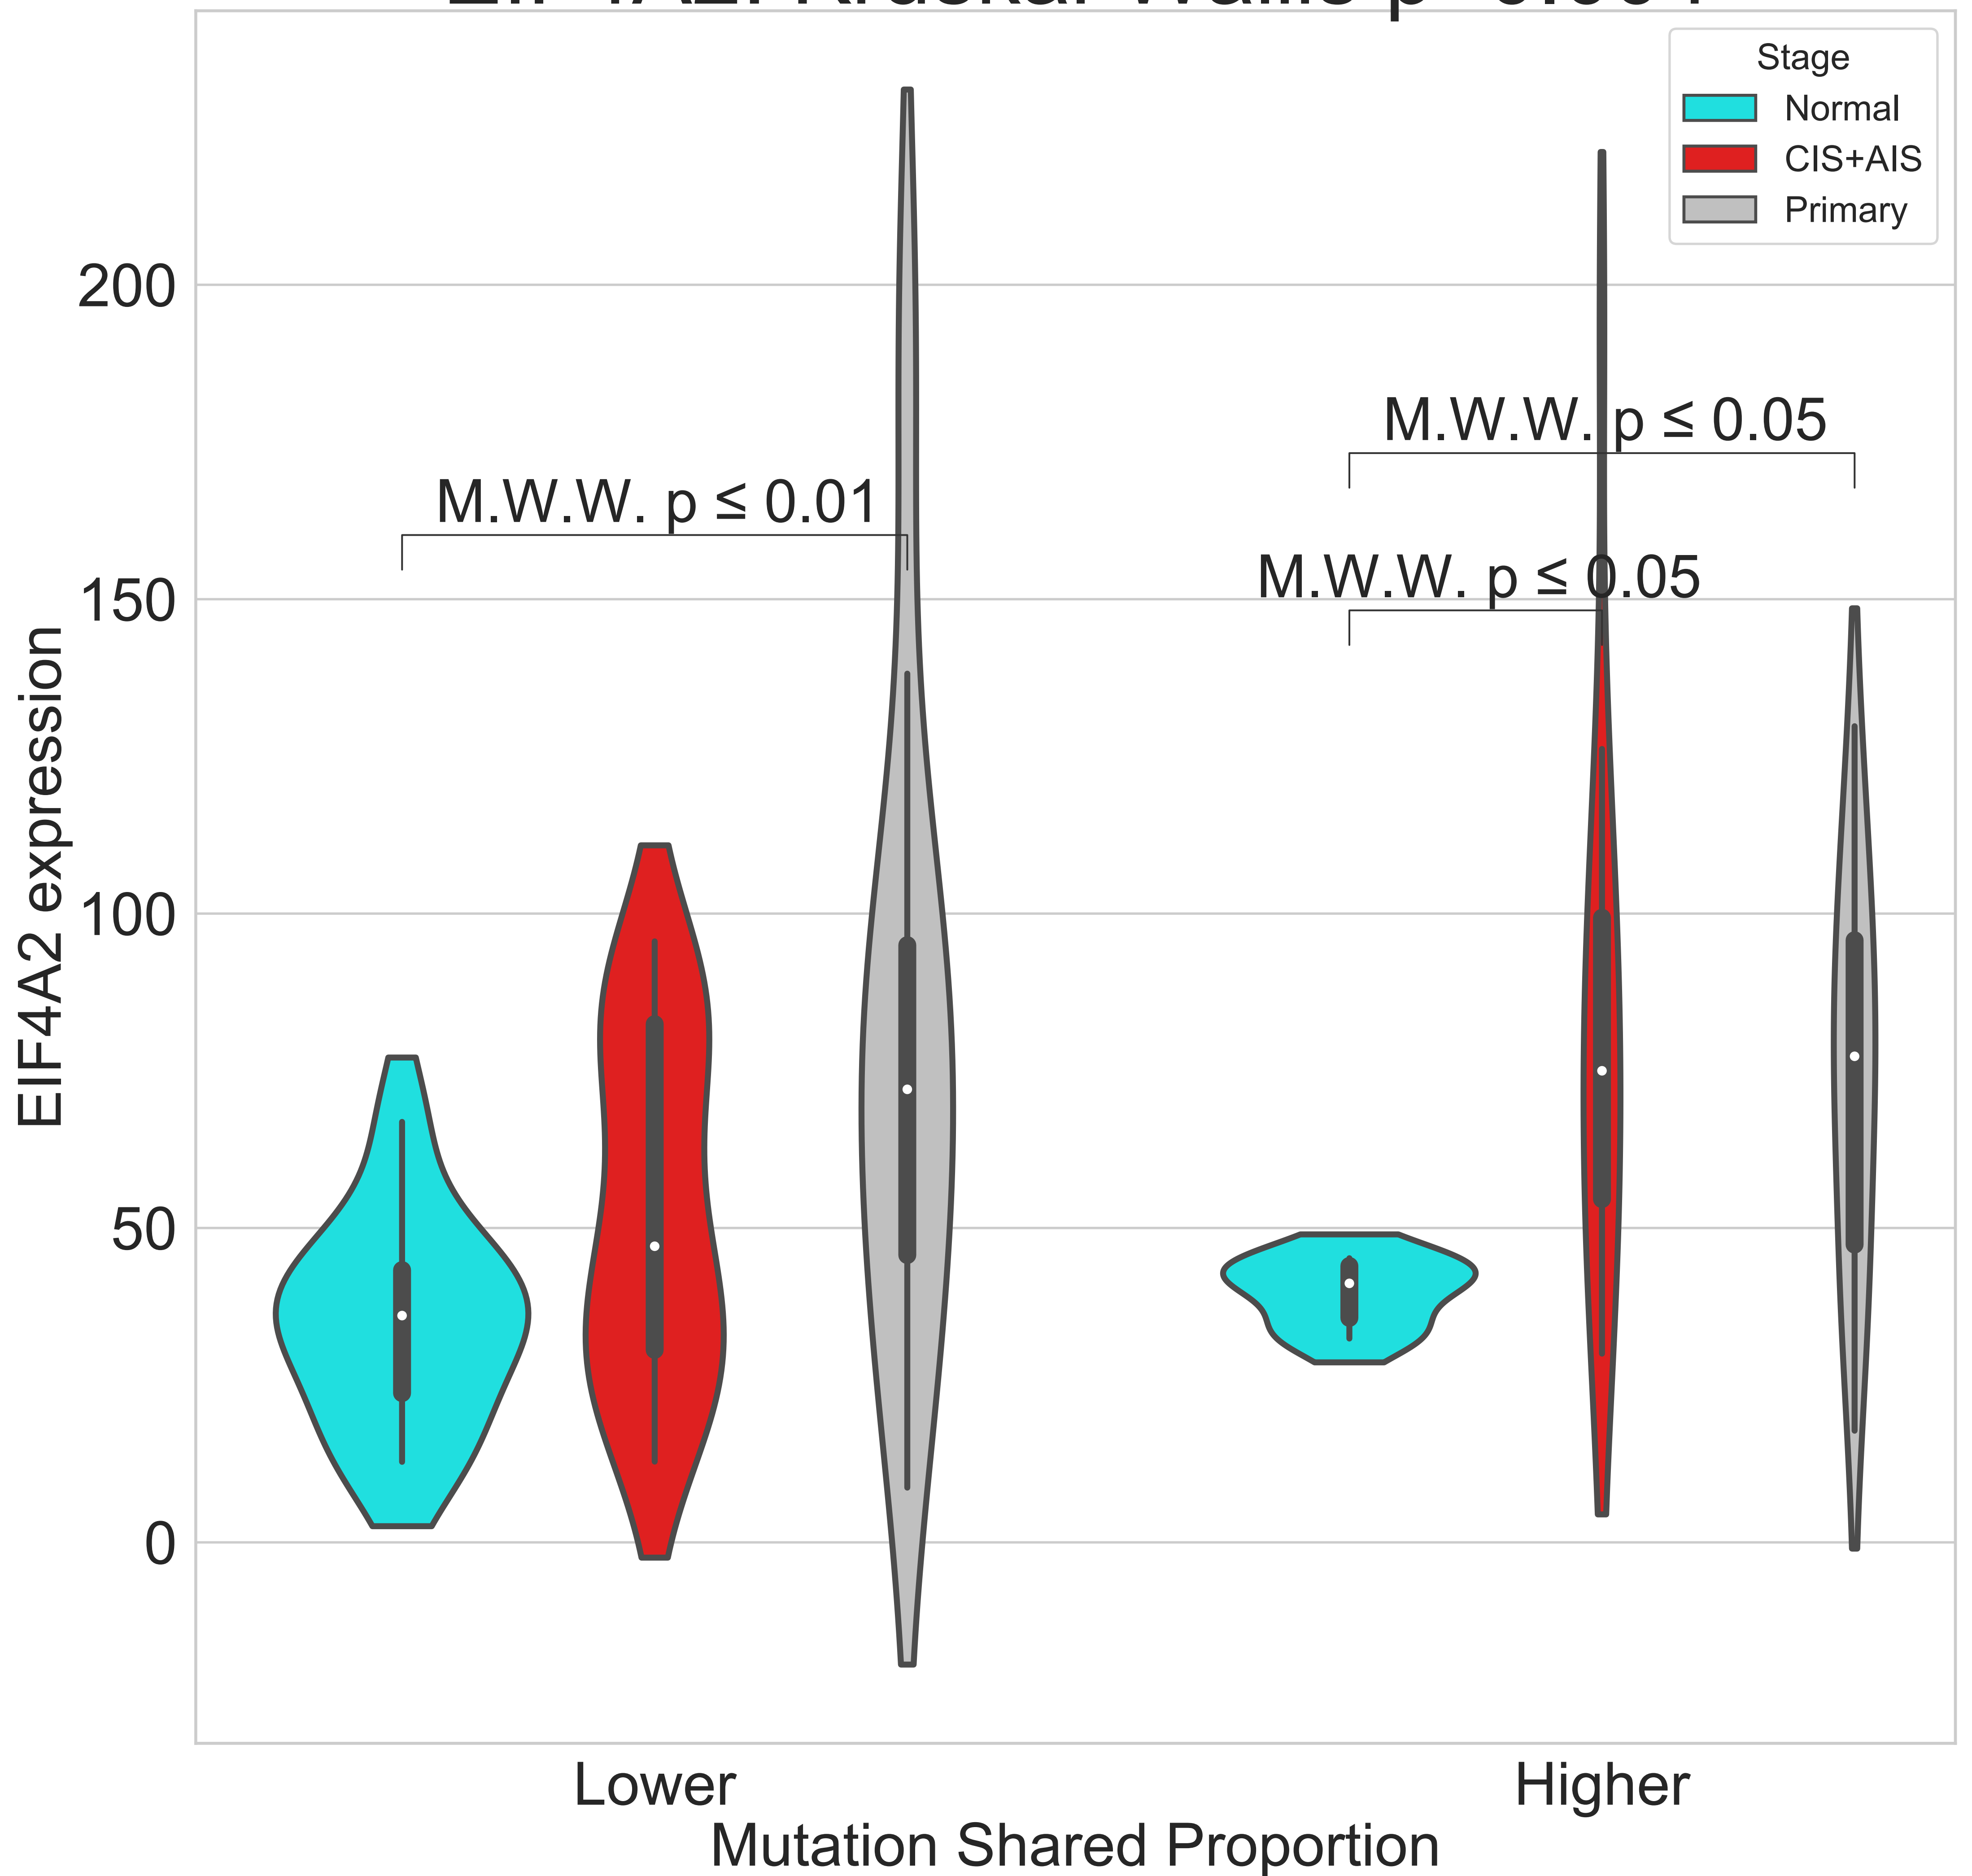 Stage
Normal
CIS+AIS
Primary
200
M.W.W. p ≤ 0.05
M.W.W. p ≤ 0.01
M.W.W. p ≤ 0.05
150
100
50
0
EIF4A2 expression
Lower
Higher
Mutation Shared Proportion